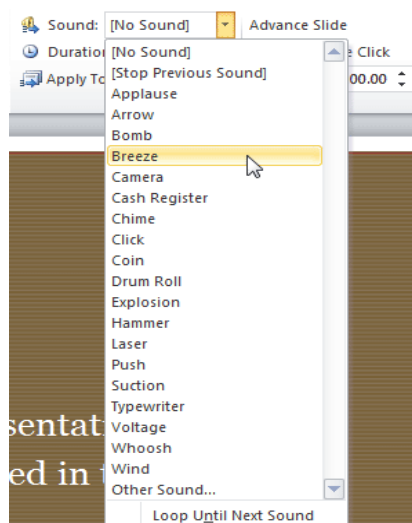 Sound: [No Sound] Advance Slide
Duration [No Sound] Click
Apply To [Stop Previous Sound] 00.00
Applause
Arrow
Bomb
Breeze
Camera
Cash Register
Chime
Click
Coin
Drum Roll
Explosion
Hammer
Laser
Push
Suction
Typewriter
sentat Voltage
Whoosh
ed in t Wind
Other Sound...
Loop Until Next Sound